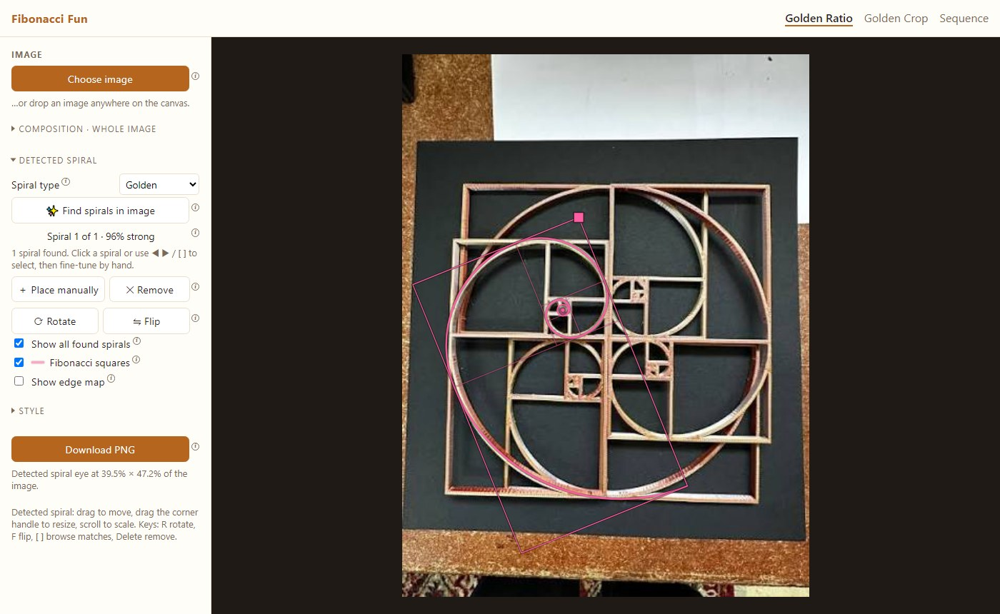 Fibonacci Fun
Golden Ratio Golden Crop Sequence
IMAGE
Choose image
...or drop an image anywhere on the canvas.
COMPOSITION · WHOLE IMAGE
DETECTED SPIRAL
Spiral type Golden
✨ Find spirals in image
Spiral 1 of 1 · 96% strong
1 spiral found. Click a spiral or use ◀ ▶ / [ ] to
select, then fine-tune by hand.
+ Place manually
✕ Remove
⟳ Rotate
⇋ Flip
Show all found spirals
Fibonacci squares
Show edge map
STYLE
Download PNG
Detected spiral eye at 39.5% × 47.2% of the
image.
Detected spiral: drag to move, drag the corner
handle to resize, scroll to scale. Keys: R rotate,
F flip, [ ] browse matches, Delete remove.